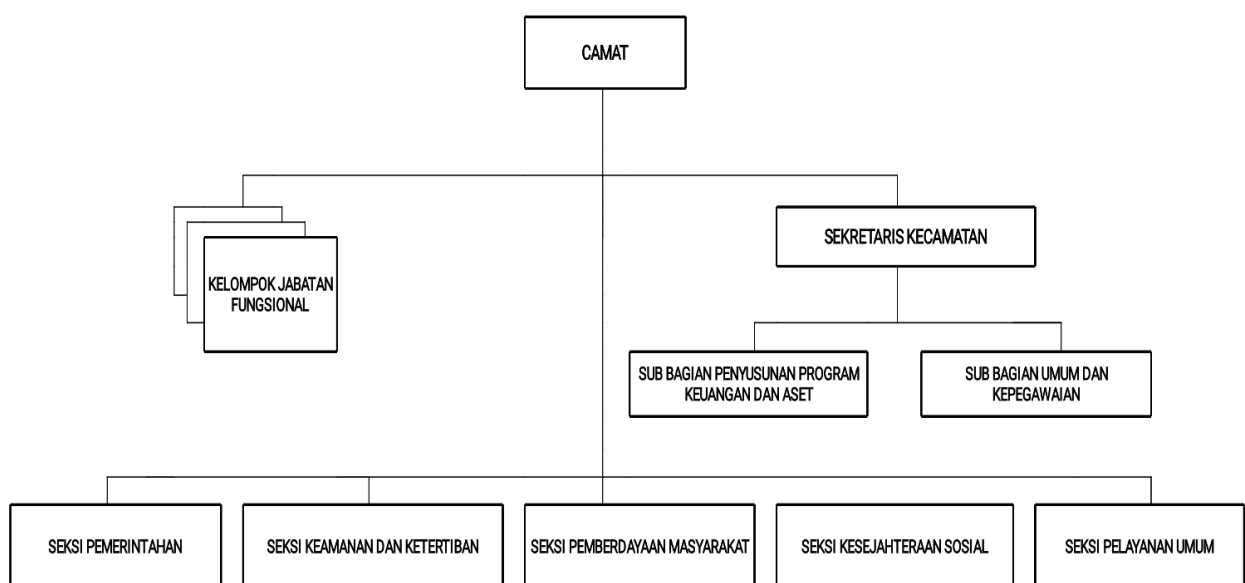 CAMAT
SEKRETARIS KECAMATAN
KELOMPOK JABATAN
FUNGSIONAL
SUB BAGIAN PENYUSUNAN PROGRAM
KEUANGAN DAN ASET
SUB BAGIAN UMUM DAN
KEPEGAWAIAN
SEKSI PEMERINTAHAN
SEKSI KEAMANAN DAN KETERTIBAN
SEKSI PEMBERDAYAAN MASYARAKAT
SEKSI KESEJAHTERAAN SOSIAL
SEKSI PELAYANAN UMUM